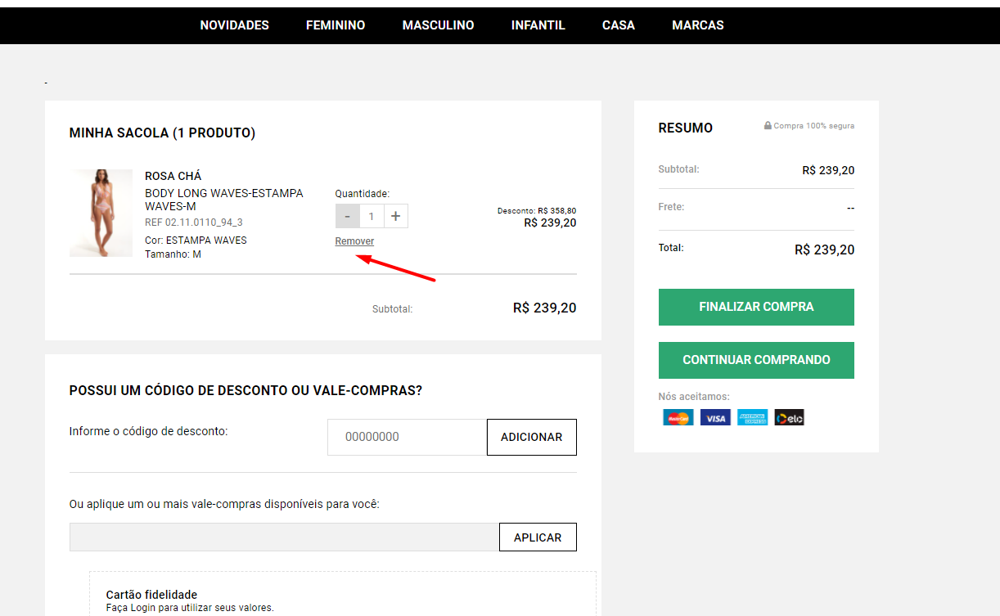 NOVIDADES FEMININO MASCULINO INFANTIL CASA MARCAS
-
MINHA SACOLA (1 PRODUTO)
ROSA CHÁ
BODY LONG WAVES-ESTAMPA
WAVES-M
REF 02.11.0110_94_3
Cor: ESTAMPA WAVES
Tamanho: M
Quantidade:
- 1 +
Remover
Desconto: R$ 358,80
R$ 239,20
Subtotal: R$ 239,20
POSSUI UM CÓDIGO DE DESCONTO OU VALE-COMPRAS?
Informe o código de desconto: 00000000 ADICIONAR
Ou aplique um ou mais vale-compras disponíveis para você:
APLICAR
Cartão fidelidade
Faça Login para utilizar seus valores.
RESUMO Compra 100% segura
Subtotal: R$ 239,20
Frete: --
Total: R$ 239,20
FINALIZAR COMPRA
CONTINUAR COMPRANDO
Nós aceitamos:
MasterCard VISA AMERICAN EXPRESS elo